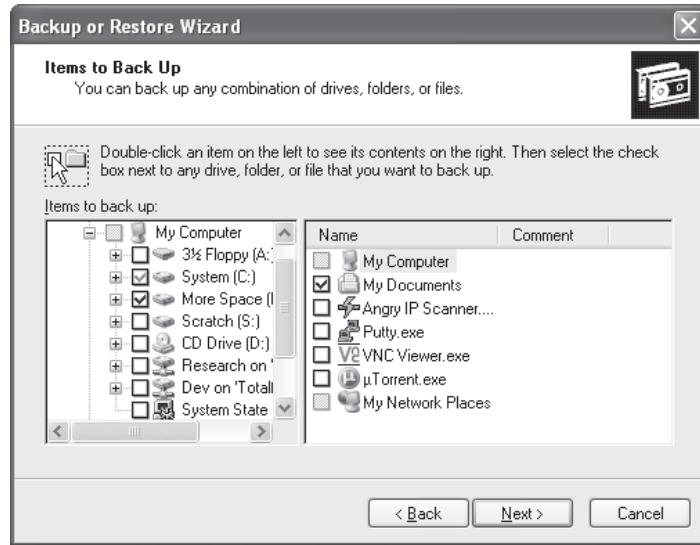 Backup or Restore Wizard
Items to Back Up
You can back up any combination of drives, folders, or files.
Double-click an item on the left to see its contents on the right. Then select the check
box next to any drive, folder, or file that you want to back up.
Items to back up:
My Computer
3½ Floppy (A:
System (C:)
More Space (
Scratch (S:)
CD Drive (D:)
Research on '
Dev on 'Totall
System State
Name Comment
My Computer
My Documents
Angry IP Scanner....
Putty.exe
VNC Viewer.exe
µTorrent.exe
My Network Places
< Back
Next >
Cancel